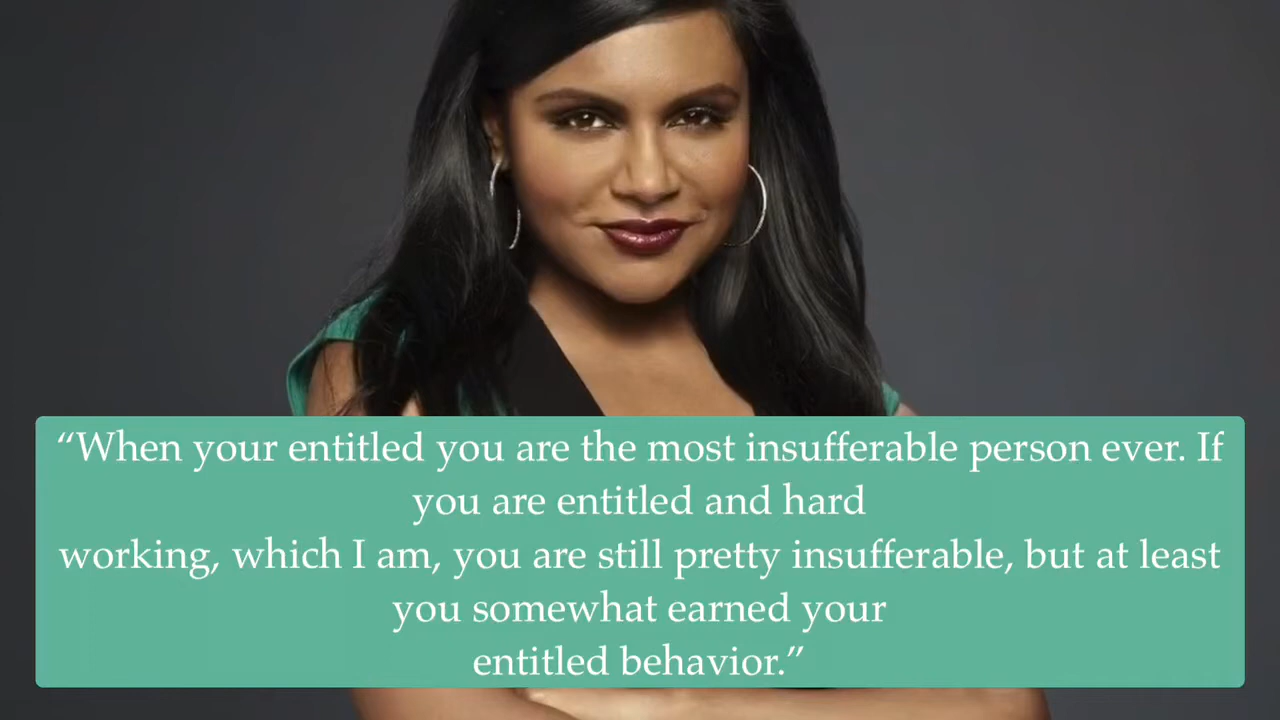 “When your entitled you are the most insufferable person ever. If
you are entitled and hard
working, which I am, you are still pretty insufferable, but at least
you somewhat earned your
entitled behavior.”